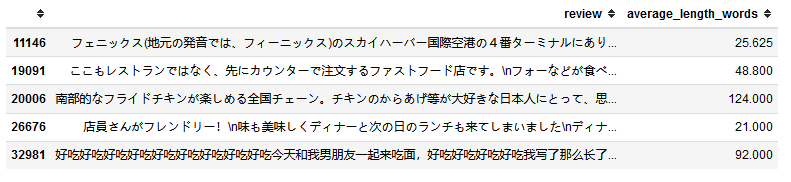 review average_length_words
11146 フェニックス(地元の発音では、フィーニックス)のスカイハーバー国際空港の４番ターミナルにあり... 25.625
19091 ここもレストランではなく、先にカウンターで注文するファストフード店です。\nフォーなどが食べ... 48.800
20006 南部的なフライドチキンが楽しめる全国チェーン。チキンのからあげ等が大好きな日本人にとって、思... 124.000
26676 店員さんがフレンドリー！\n味も美味しくディナーと次の日のランチも来てしまいました\nディナ... 21.000
32981 好吃好吃好吃好吃好吃好吃好吃好吃好吃好吃今天和我男朋友一起来吃面，好吃好吃好吃好吃我写了那么长了... 92.000